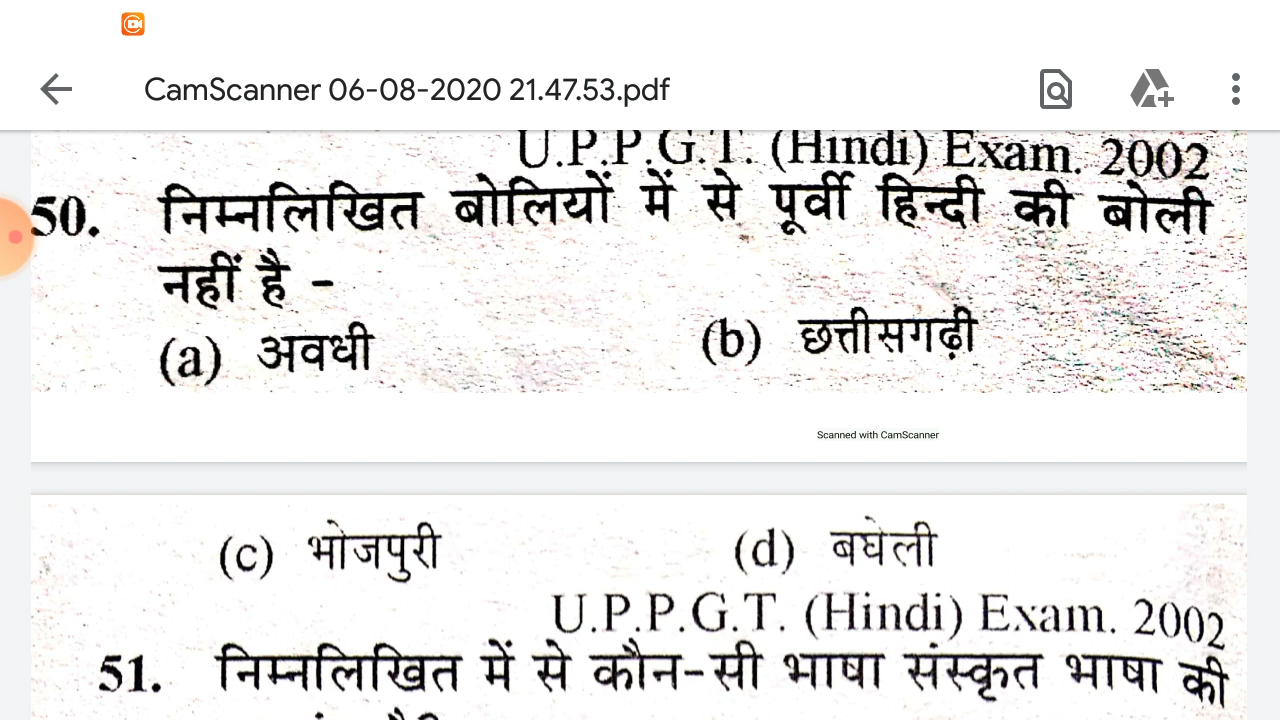 CamScanner 06-08-2020 21.47.53.pdf
U.P.P.G.T. (Hindi) Exam. 2002
50. निम्नलिखित बोलियों में से पूर्वी हिन्दी की बोली
नहीं है -
(a) अवधी (b) छत्तीसगढ़ी
Scanned with CamScanner
(c) भोजपुरी (d) बघेली
U.P.P.G.T. (Hindi) Exam. 2002
51. निम्नलिखित में से कौन-सी भाषा संस्कृत भाषा की